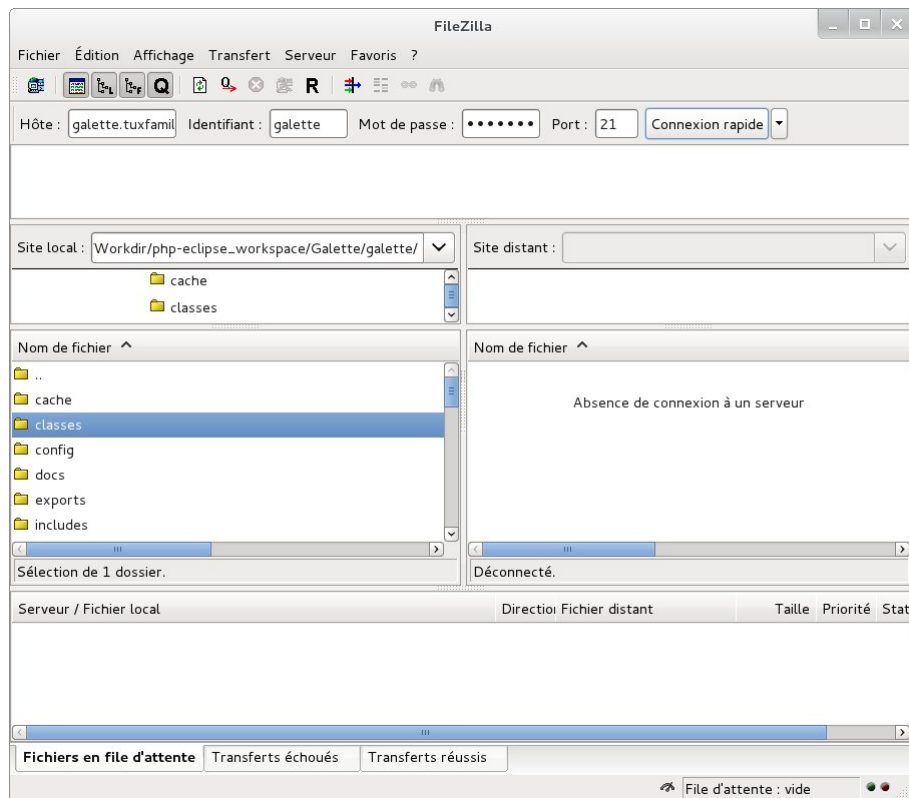 FileZilla
Fichier Édition Affichage Transfert Serveur Favoris ?
Hôte : galette.tuxfamil Identifiant : galette Mot de passe : ••••••• Port : 21 Connexion rapide
Site local : Workdir/php-eclipse_workspace/Galette/galette/
Site distant :
cache
classes
Nom de fichier
..
cache
classes
config
docs
exports
includes
Sélection de 1 dossier.
Nom de fichier
Absence de connexion à un serveur
Déconnecté.
Serveur / Fichier local Direction Fichier distant Taille Priorité Stat
Fichiers en file d'attente Transferts échoués Transferts réussis
File d'attente : vide